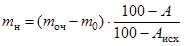 mн = (mоч – m0) · (100 – A) / (100 – Aисх)